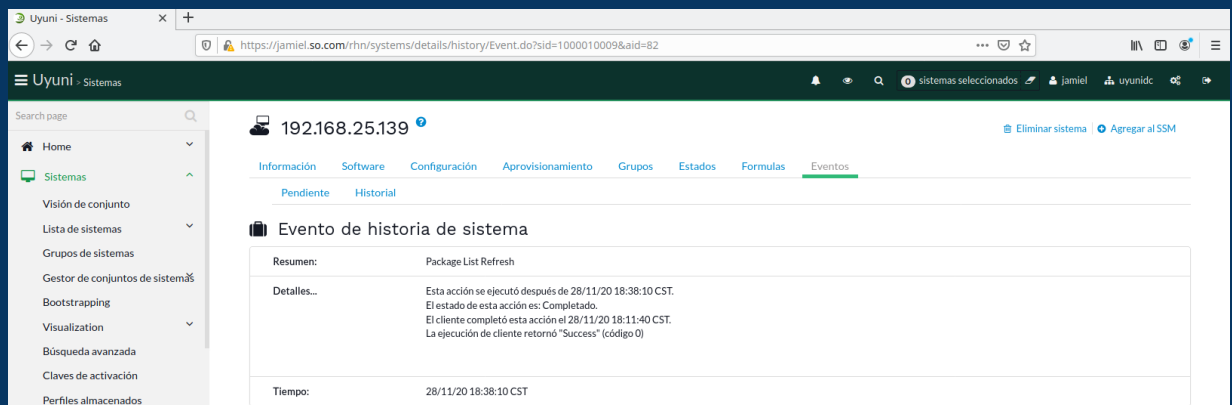 Uyuni - Sistemas
https://jamiel.so.com/rhn/systems/details/history/Event.do?sid=1000010009&aid=82
Uyuni > Sistemas
0 sistemas seleccionados
jamiel
uyunidc
Search page
Home
Sistemas
Visión de conjunto
Lista de sistemas
Grupos de sistemas
Gestor de conjuntos de sistemas
Bootstrapping
Visualization
Búsqueda avanzada
Claves de activación
Perfiles almacenados
192.168.25.139
Eliminar sistema | Agregar al SSM
Información Software Configuración Aprovisionamiento Grupos Estados Formulas Eventos
Pendiente Historial
Evento de historia de sistema
Resumen: Package List Refresh
Detalles... Esta acción se ejecutó después de 28/11/20 18:38:10 CST.
El estado de esta acción es: Completado.
El cliente completó esta acción el 28/11/20 18:11:40 CST.
La ejecución de cliente retornó "Success" (código 0)
Tiempo: 28/11/20 18:38:10 CST